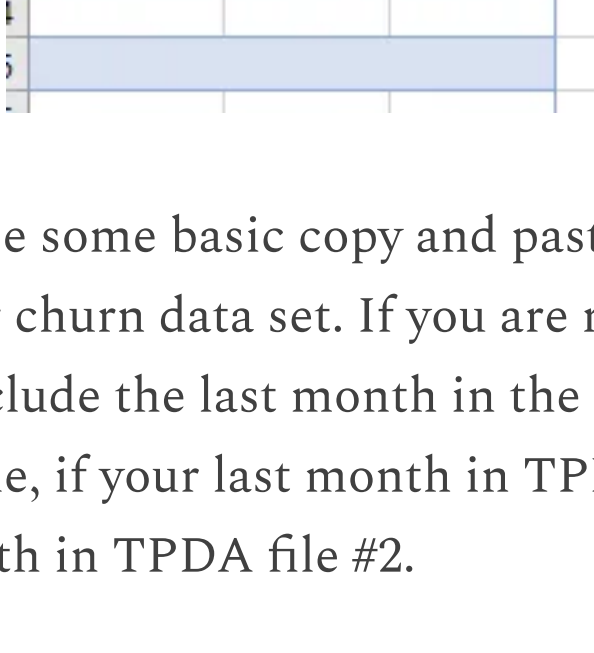 e some basic copy and past
churn data set. If you are
clude the last month in the
e, if your last month in TP
th in TPDA file #2.